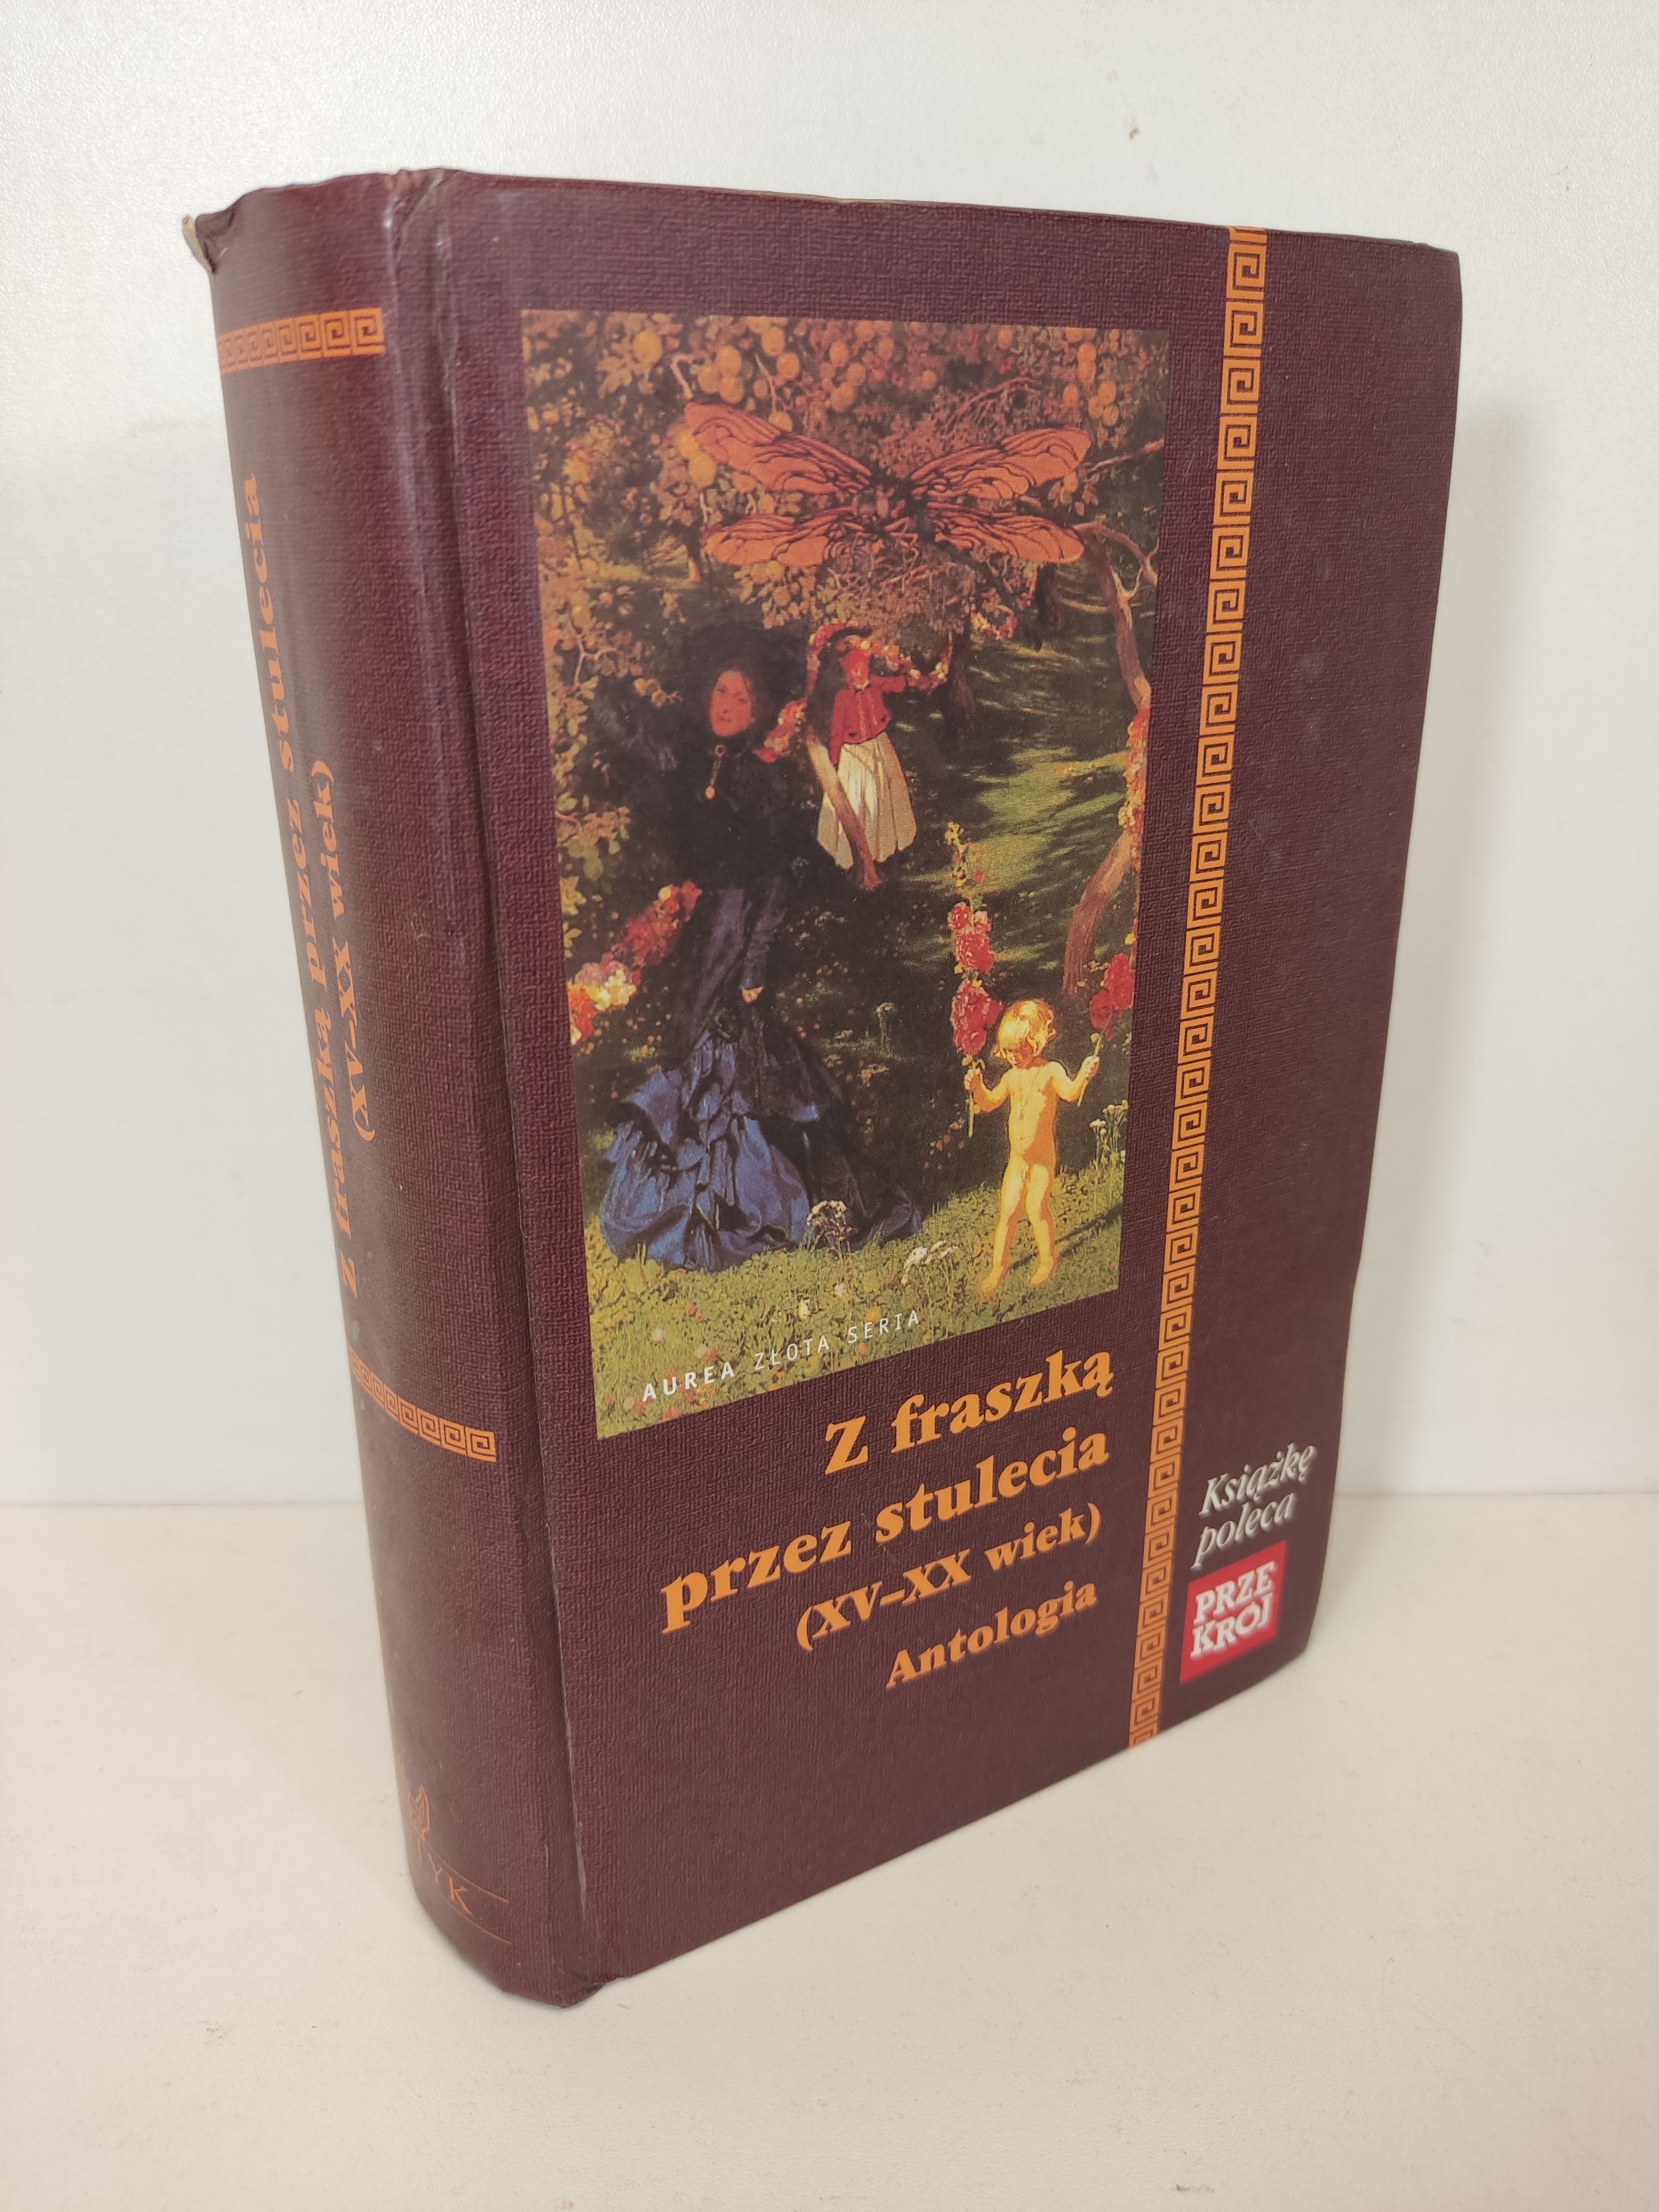 z fraszką przez stulecia
(XV–XX wiek)
AUREA ZŁOTA SERIA
Z fraszką
przez stulecia
(XV–XX wiek)
Antologia
Książkę
poleca
PRZE
KRÓJ